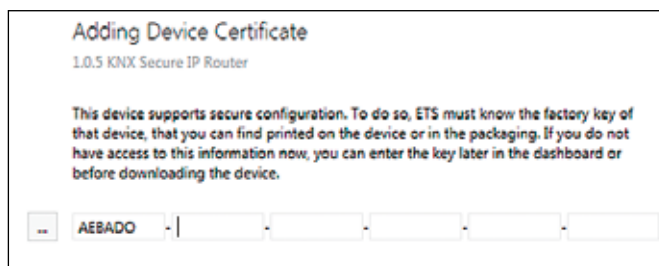 Adding Device Certificate
1.0.5 KNX Secure IP Router
This device supports secure configuration. To do so, ETS must know the factory key of
that device, that you can find printed on the device or in the packaging. If you do not
have access to this information now, you can enter the key later in the dashboard or
before downloading the device.
... AEBADO - - - - -